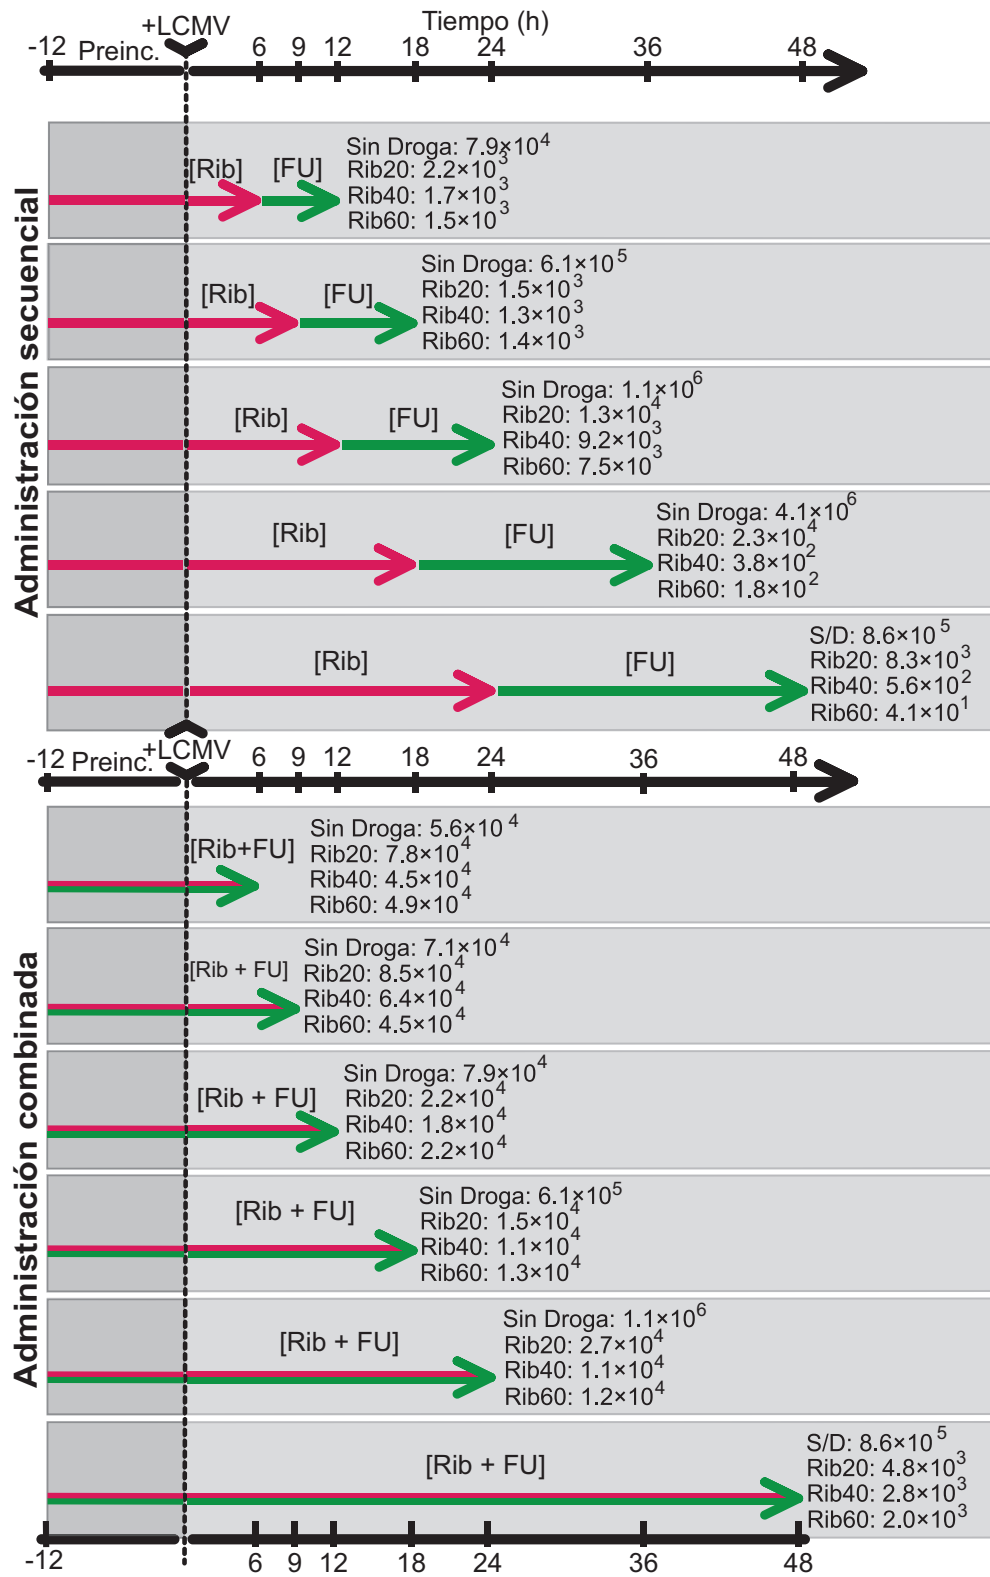 Tiempo (h)
+LCMV
-12 Preinc. 6 9 12 18 24 36 48
Administración secuencial
[Rib] [FU]
Sin Droga: 7.9×10^4
Rib20: 2.2×10^3
Rib40: 1.7×10^3
Rib60: 1.5×10^3
[Rib] [FU]
Sin Droga: 6.1×10^5
Rib20: 1.5×10^3
Rib40: 1.3×10^3
Rib60: 1.4×10^3
[Rib] [FU]
Sin Droga: 1.1×10^6
Rib20: 1.3×10^4
Rib40: 9.2×10^3
Rib60: 7.5×10^3
[Rib] [FU]
Sin Droga: 4.1×10^6
Rib20: 2.3×10^4
Rib40: 3.8×10^2
Rib60: 1.8×10^2
[Rib] [FU]
S/D: 8.6×10^5
Rib20: 8.3×10^3
Rib40: 5.6×10^2
Rib60: 4.1×10^1
+LCMV
-12 Preinc. 6 9 12 18 24 36 48
Administración combinada
[Rib+FU]
Sin Droga: 5.6×10^4
Rib20: 7.8×10^4
Rib40: 4.5×10^4
Rib60: 4.9×10^4
[Rib + FU]
Sin Droga: 7.1×10^4
Rib20: 8.5×10^4
Rib40: 6.4×10^4
Rib60: 4.5×10^4
[Rib + FU]
Sin Droga: 7.9×10^4
Rib20: 2.2×10^4
Rib40: 1.8×10^4
Rib60: 2.2×10^4
[Rib + FU]
Sin Droga: 6.1×10^5
Rib20: 1.5×10^4
Rib40: 1.1×10^4
Rib60: 1.3×10^4
[Rib + FU]
Sin Droga: 1.1×10^6
Rib20: 2.7×10^4
Rib40: 1.1×10^4
Rib60: 1.2×10^4
[Rib + FU]
S/D: 8.6×10^5
Rib20: 4.8×10^3
Rib40: 2.8×10^3
Rib60: 2.0×10^3
-12 6 9 12 18 24 36 48